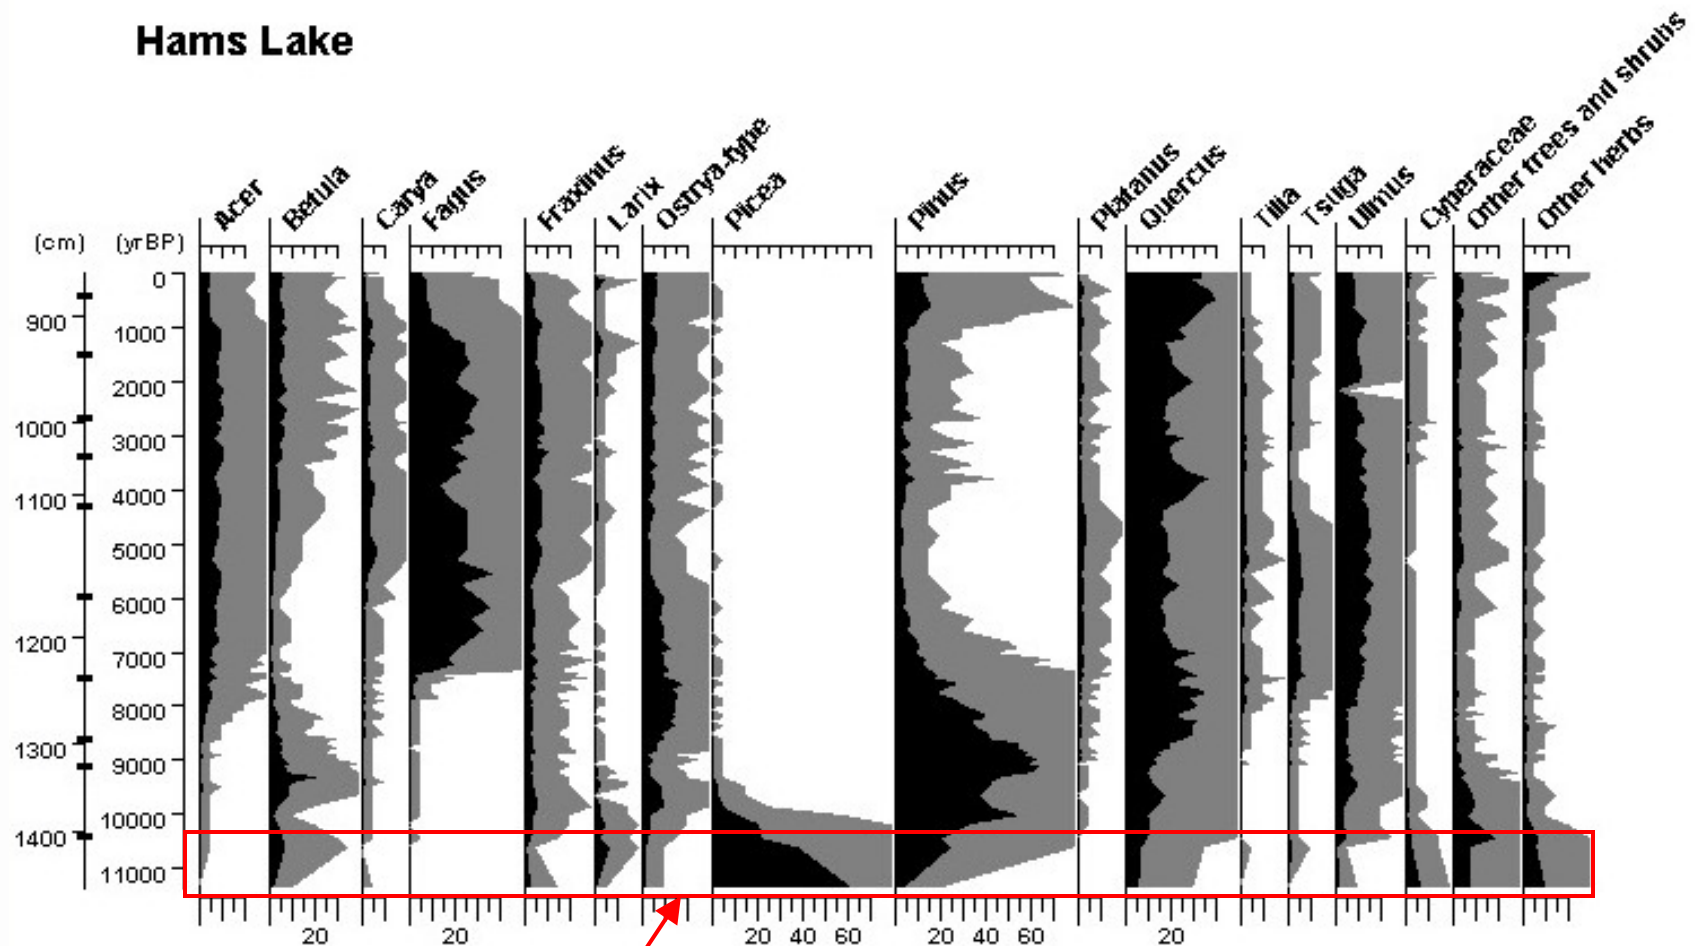 Hams Lake
Acer
Betula
Carya
Fagus
Fraxinus
Larix
Ostrya-type
Picea
Pinus
Platanus
Quercus
Tilia
Tsuga
Ulmus
Cyperaceae
Other trees and shrubs
Other herbs
(cm) (yr BP)
0
900
1000
2000
1000
3000
1100
4000
5000
6000
1200
7000
8000
1300
9000
10000
1400
11000
20 20 20 40 60 20 40 60 20